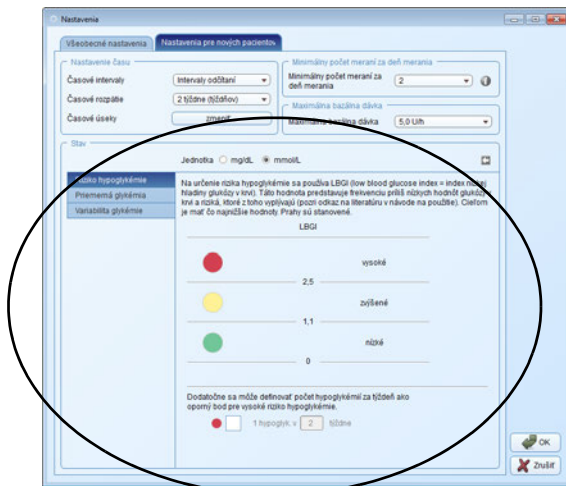 Nastavenia
Všeobecné nastavenia
Nastavenia pre nových pacientov
Nastavenie času
Časové intervaly
Intervaly odčítaní
Časové rozpätie
2 týždne (týždňov)
Časové úseky
zmeniť
Minimálny počet meraní za deň merania
Minimálny počet meraní za
deň merania
2
Maximálna bazálna dávka
Maximálna bazálna dávka
5,0 U/h
Stav
Jednotka mg/dL mmol/L
Riziko hypoglykémie
Priemerná glykémia
Variabilita glykémie
Na určenie rizika hypoglykémie sa používa LBGI (low blood glucose index = index nízkej
hladiny glukózy v krvi). Táto hodnota predstavuje frekvenciu príliš nízkych hodnôt glukózy v
krvi a riziká, ktoré z toho vyplývajú (pozri odkaz na literatúru v návode na použitie). Cieľom
je mať čo najnižšie hodnoty. Prahy sú stanovené.
LBGI
vysoké
2,5
zvýšené
1,1
nízké
0
Dodatočne sa môže definovať počet hypoglykémií za týždeň ako
oporný bod pre vysoké riziko hypoglykémie.
1 hypoglyk. v 2 týždne
OK
Zrušiť